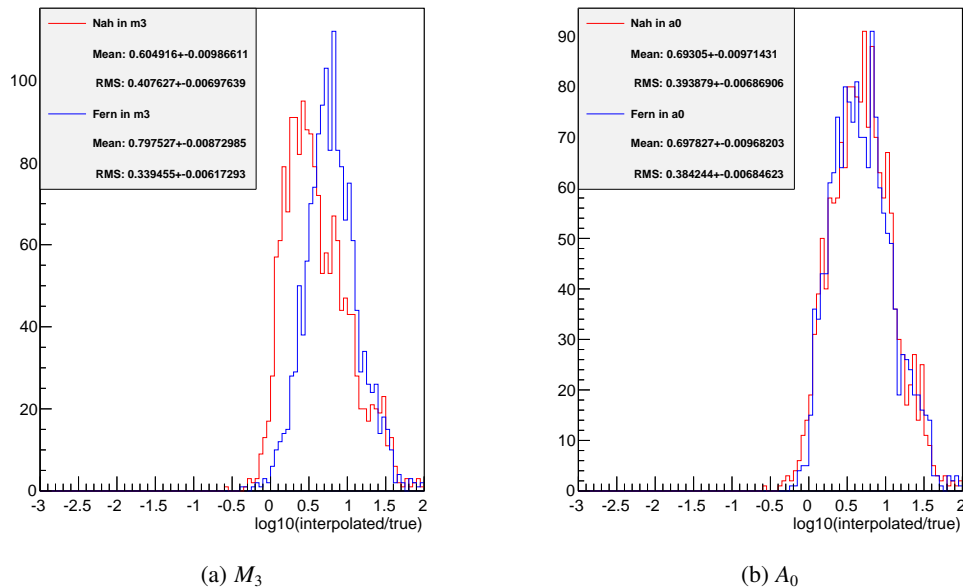 Nah in m3
Mean: 0.604916+-0.00986611
RMS: 0.407627+-0.00697639
Fern in m3
Mean: 0.797527+-0.00872985
RMS: 0.339455+-0.00617293
100
80
60
40
20
0
-3 -2.5 -2 -1.5 -1 -0.5 0 0.5 1 1.5 2
log10(interpolated/true)
(a) M3
Nah in a0
Mean: 0.69305+-0.00971431
RMS: 0.393879+-0.00686906
Fern in a0
Mean: 0.697827+-0.00968203
RMS: 0.384244+-0.00684623
90
80
70
60
50
40
30
20
10
0
-3 -2.5 -2 -1.5 -1 -0.5 0 0.5 1 1.5 2
log10(interpolated/true)
(b) A0